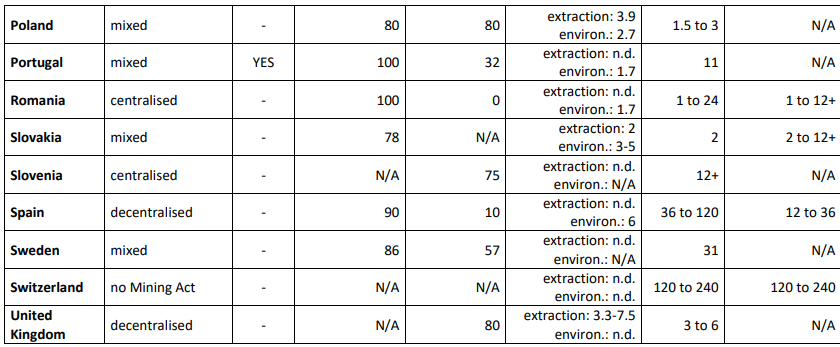 Poland mixed - 80 80 extraction: 3.9 environ.: 2.7 1.5 to 3 N/A
Portugal mixed YES 100 32 extraction: n.d. environ.: 1.7 11 N/A
Romania centralised - 100 0 extraction: n.d. environ.: 1.7 1 to 24 1 to 12+
Slovakia mixed - 78 N/A extraction: 2 environ.: 3-5 2 2 to 12+
Slovenia centralised - N/A 75 extraction: n.d. environ.: N/A 12+ N/A
Spain decentralised - 90 10 extraction: n.d. environ.: 6 36 to 120 12 to 36
Sweden mixed - 86 57 extraction: n.d. environ.: N/A 31 N/A
Switzerland no Mining Act - N/A N/A extraction: n.d. environ.: n.d. 120 to 240 120 to 240
United Kingdom decentralised - N/A 80 extraction: 3.3-7.5 environ.: n.d. 3 to 6 N/A